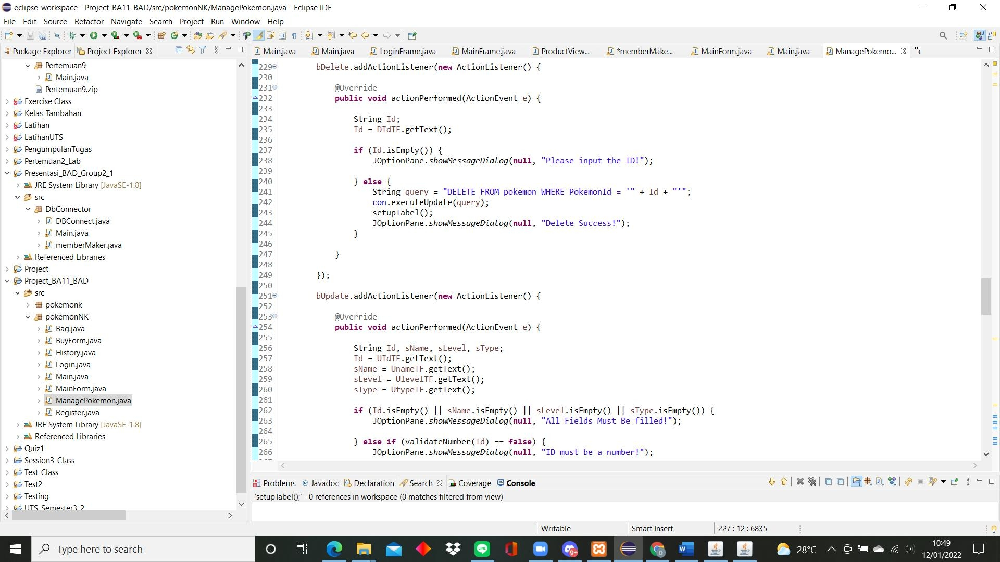 eclipse-workspace - Project_BA11_BAD/src/pokemonNK/ManagePokemon.java - Eclipse IDE
File Edit Source Refactor Navigate Search Project Run Window Help
Package Explorer Project Explorer
Main.java Main.java LoginFrame.java MainFrame.java ProductView... *memberMake... MainForm.java Main.java ManagePokemo... »4
Pertemuan9
Main.java
Pertemuan9.zip
Exercise Class
Kelas_Tambahan
Latihan
LatihanUTS
PengumpulanTugas
Pertemuan2_Lab
Presentasi_BAD_Group2_1
JRE System Library [JavaSE-1.8]
src
DbConnector
DBConnect.java
Main.java
memberMaker.java
Referenced Libraries
Project
Project_BA11_BAD
src
pokemonk
pokemonNK
Bag.java
BuyForm.java
History.java
Login.java
Main.java
MainForm.java
ManagePokemon.java
Register.java
JRE System Library [JavaSE-1.8]
Referenced Libraries
Quiz1
Session3_Class
Test_Class
Test2
Testing
UTS_Semester3_2
229 bDelete.addActionListener(new ActionListener() {
230
231 @Override
232 public void actionPerformed(ActionEvent e) {
233
234 String Id;
235 Id = DIdTF.getText();
236
237 if (Id.isEmpty()) {
238 JOptionPane.showMessageDialog(null, "Please input the ID!");
239
240 } else {
241 String query = "DELETE FROM pokemon WHERE PokemonId = '" + Id + "'";
242 con.executeUpdate(query);
243 setupTabel();
244 JOptionPane.showMessageDialog(null, "Delete Success!");
245 }
246
247 }
248
249 });
250
251 bUpdate.addActionListener(new ActionListener() {
252
253 @Override
254 public void actionPerformed(ActionEvent e) {
255
256 String Id, sName, sLevel, sType;
257 Id = UIdTF.getText();
258 sName = UnameTF.getText();
259 sLevel = UlevelTF.getText();
260 sType = UtypeTF.getText();
261
262 if (Id.isEmpty() || sName.isEmpty() || sLevel.isEmpty() || sType.isEmpty()) {
263 JOptionPane.showMessageDialog(null, "All Fields Must Be filled!");
264
265 } else if (validateNumber(Id) == false) {
266 JOptionPane.showMessageDialog(null, "ID must be a number!");
Problems Javadoc Declaration Search Coverage Console
'setupTabel();' - 0 references in workspace (0 matches filtered from view)
Writable Smart Insert 227 : 12 : 6835
Type here to search
LINE
9+
D
28°C
10:49
12/01/2022